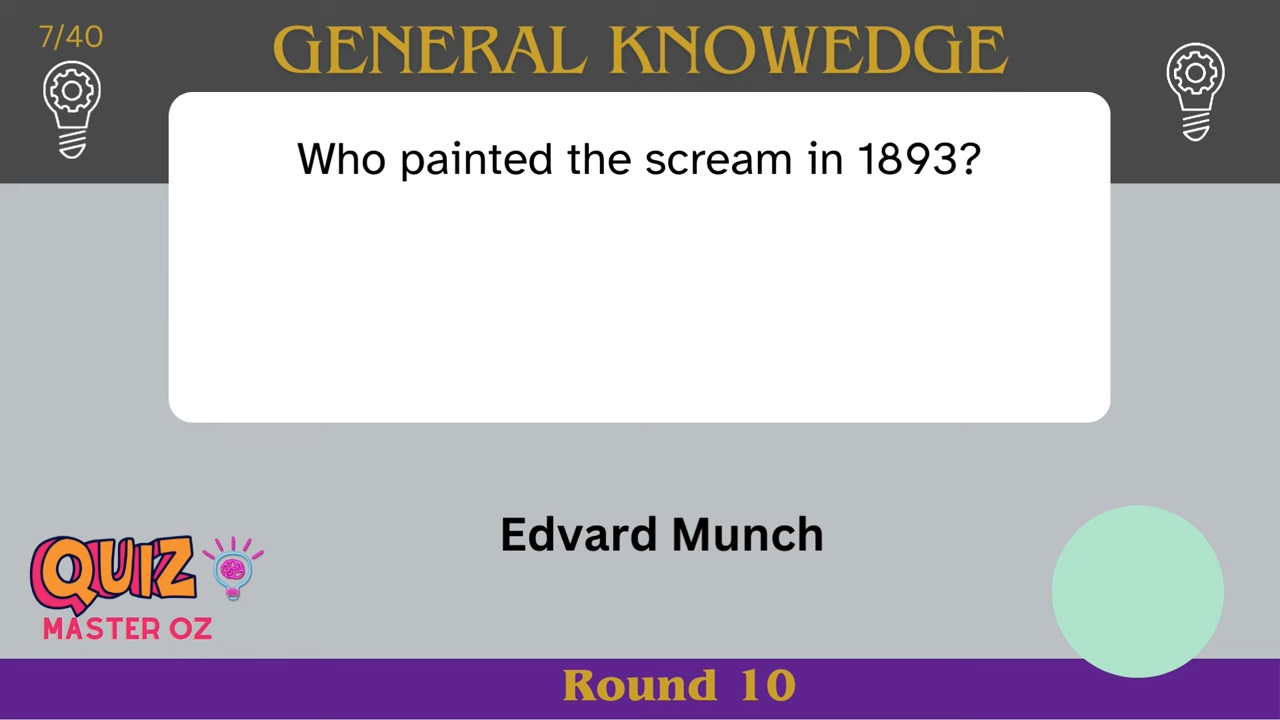 7/40
GENERAL KNOWEDGE
Who painted the scream in 1893?
Edvard Munch
QUIZ
MASTER OZ
Round 10